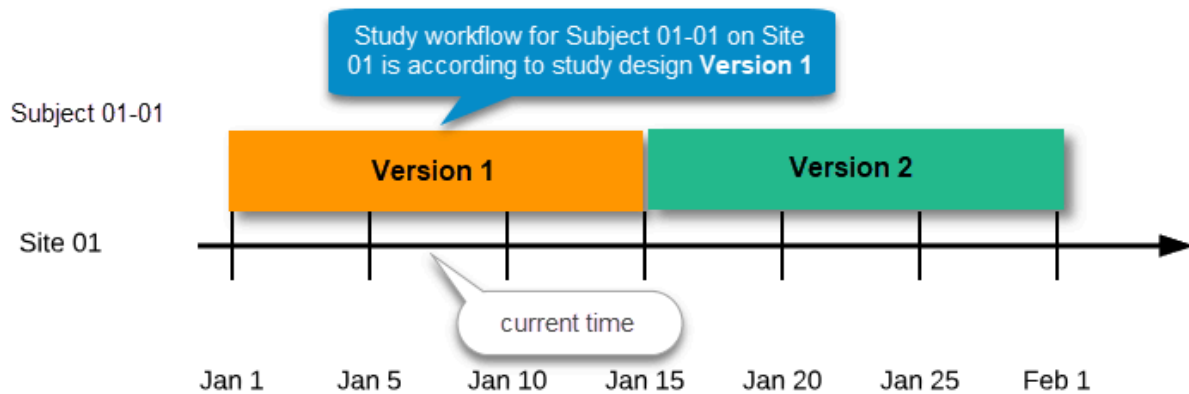 Study workflow for Subject 01-01 on Site
01 is according to study design Version 1
Subject 01-01
Version 1
Version 2
Site 01
current time
Jan 1
Jan 5
Jan 10
Jan 15
Jan 20
Jan 25
Feb 1